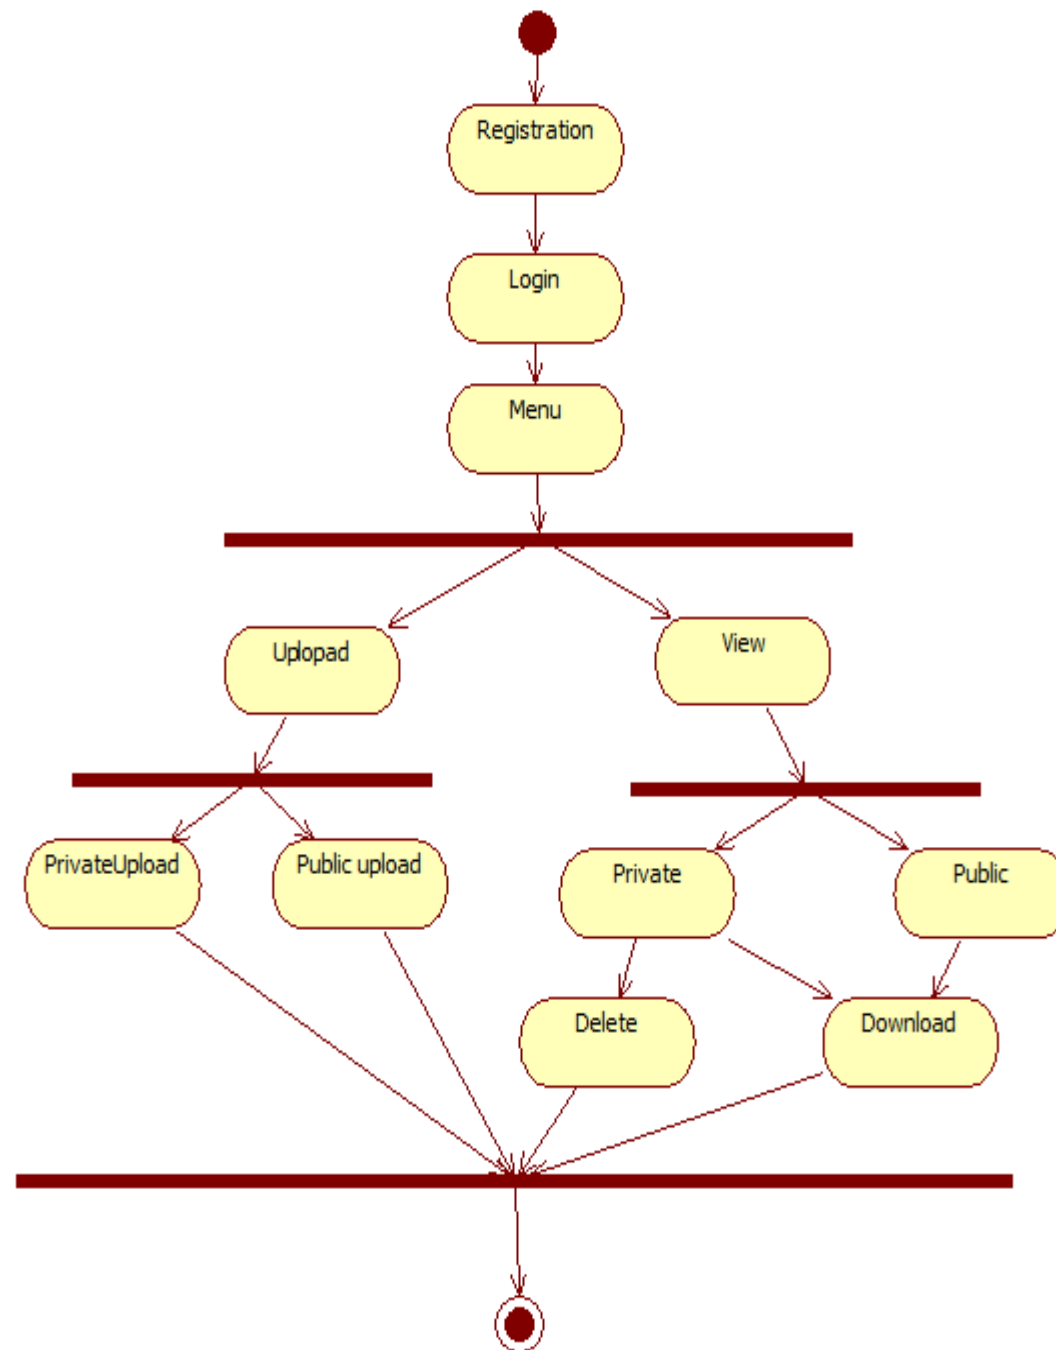 Registration
Login
Menu
Uplopad
View
PrivateUpload
Public upload
Private
Public
Delete
Download